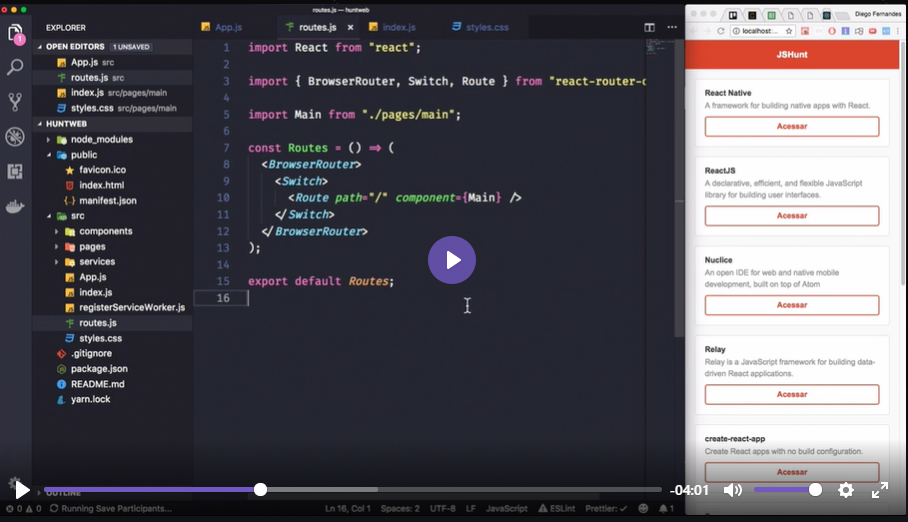 routes.js — huntweb
EXPLORER
OPEN EDITORS 1 UNSAVED
App.js src
routes.js src
index.js src/pages/main
styles.css src/pages/main
HUNTWEB
node_modules
public
favicon.ico
index.html
manifest.json
src
components
pages
services
App.js
index.js
registerServiceWorker.js
routes.js
styles.css
.gitignore
package.json
README.md
yarn.lock
OUTLINE
1
App.js routes.js index.js styles.css
1 import React from "react";
2
3 import { BrowserRouter, Switch, Route } from "react-router-d
4
5 import Main from "./pages/main";
6
7 const Routes = () => (
8 <BrowserRouter>
9 <Switch>
10 <Route path="/" component={Main} />
11 </Switch>
12 </BrowserRouter>
13 );
14
15 export default Routes;
16
Diego Fernandes
localhost:...
JSHunt
React Native
A framework for building native apps with React.
Acessar
ReactJS
A declarative, efficient, and flexible JavaScript
library for building user interfaces.
Acessar
Nuclice
An open IDE for web and native mobile
development, built on top of Atom
Acessar
Relay
Relay is a JavaScript framework for building data-
driven React applications.
Acessar
create-react-app
Create React apps with no build configuration.
Acessar
-04:01
0 0 Running Save Participants... Ln 16, Col 1 Spaces: 2 UTF-8 LF JavaScript ESLint Prettier: ✓ 1